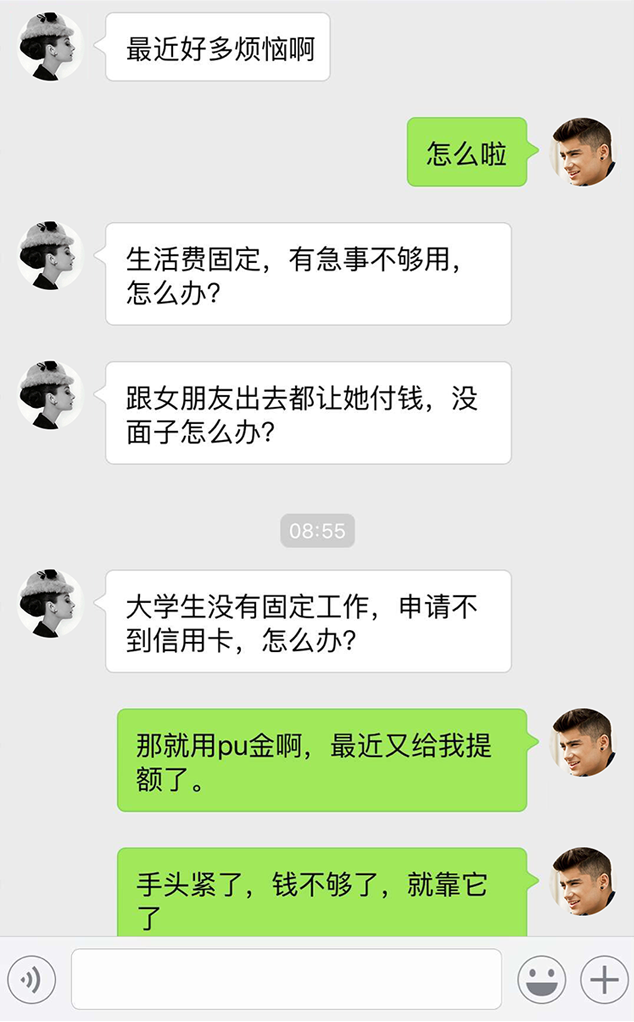 最近好多烦恼啊
怎么啦
生活费固定，有急事不够用，
怎么办？
跟女朋友出去都让她付钱，没
面子怎么办？
08:55
大学生没有固定工作，申请不
到信用卡，怎么办？
那就用pu金啊，最近又给我提
额了。
手头紧了，钱不够了，就靠它
了